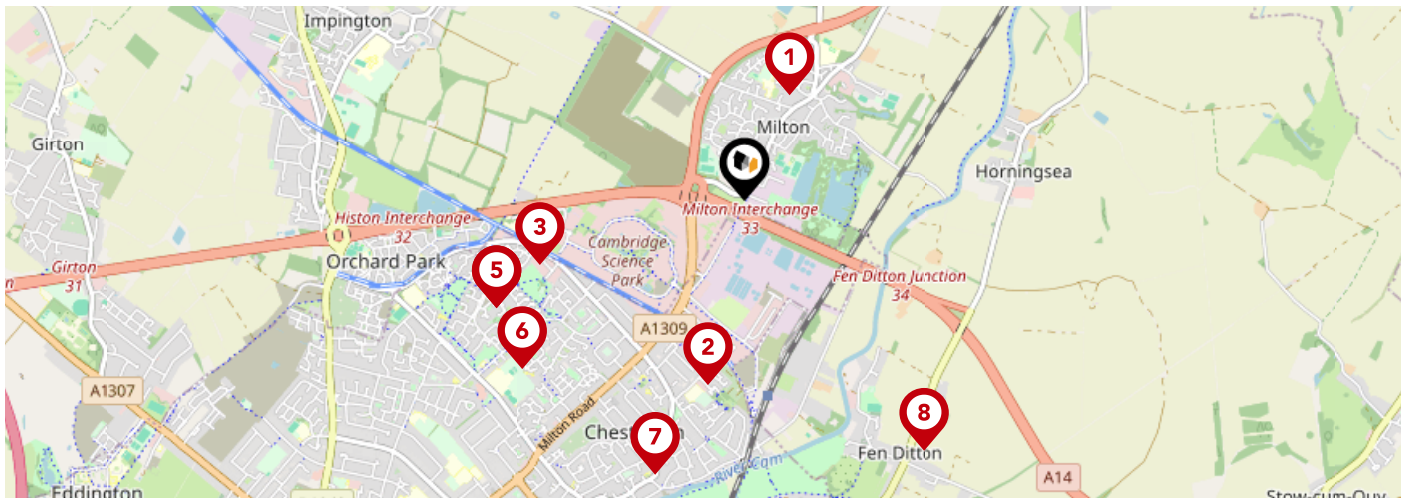 Impington
1
Milton
Girton
Horningsea
Histon Interchange
32
Milton Interchange
33
3
Cambridge
Science
Park
Orchard Park
Girton
31
5
Fen Ditton Junction
34
6
A1309
2
A1307
Milton Road
8
7
Fen Ditton
River Cam
A14
Eddington
Stow-cum-Quy